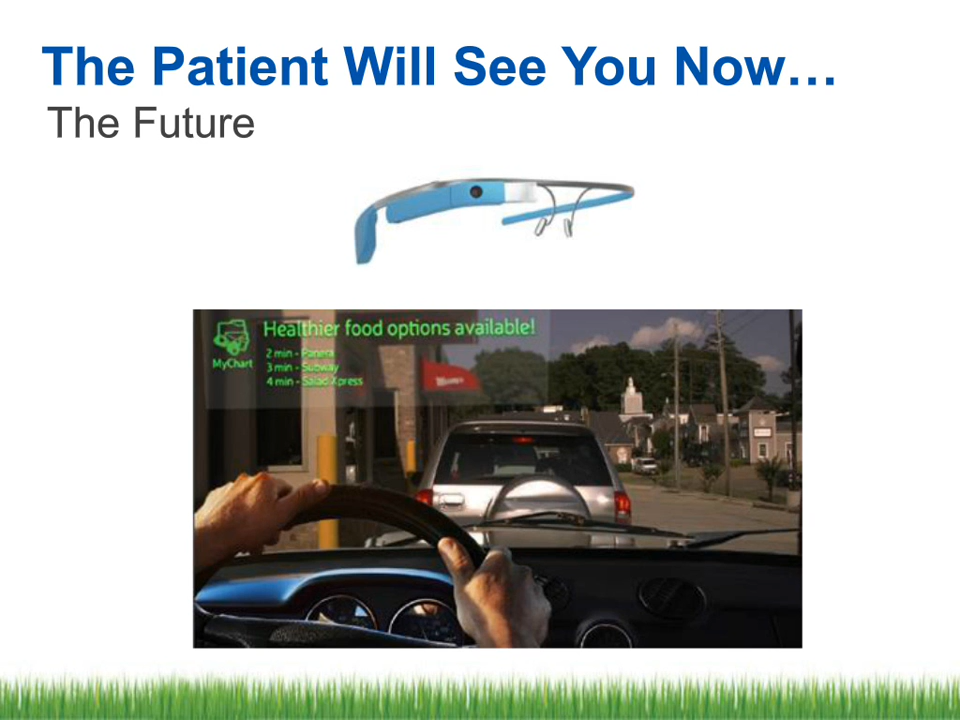 The Patient Will See You Now…
The Future
Healthier food options available!
MyChart
2 min - Panera
3 min - Subway
4 min - Salad Xpress